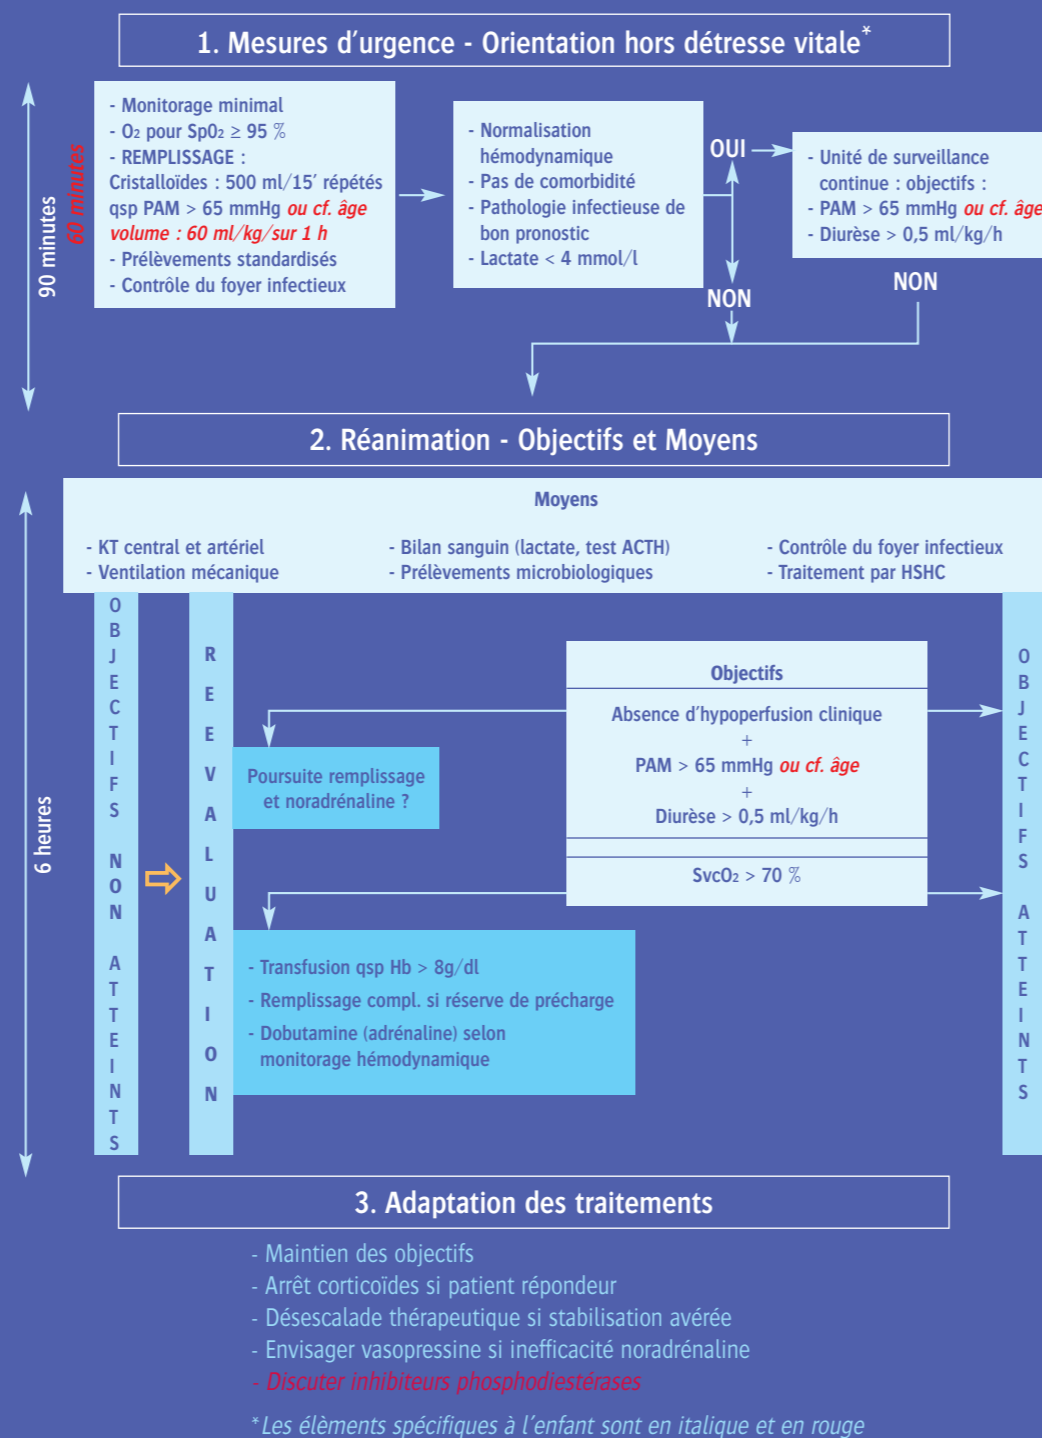 1. Mesures d'urgence - Orientation hors détresse vitale*
90 minutes
60 minutes
- Monitorage minimal
- O₂ pour SpO₂ ≥ 95 %
- REMPLISSAGE :
Cristalloïdes : 500 ml/15' répétés
qsp PAM > 65 mmHg ou cf. âge
volume : 60 ml/kg/sur 1 h
- Prélèvements standardisés
- Contrôle du foyer infectieux
- Normalisation
hémodynamique
- Pas de comorbidité
- Pathologie infectieuse de
bon pronostic
- Lactate < 4 mmol/l
OUI
NON
- Unité de surveillance
continue : objectifs :
- PAM > 65 mmHg ou cf. âge
- Diurèse > 0,5 ml/kg/h
NON
2. Réanimation - Objectifs et Moyens
6 heures
Moyens
- KT central et artériel
- Ventilation mécanique
- Bilan sanguin (lactate, test ACTH)
- Prélèvements microbiologiques
- Contrôle du foyer infectieux
- Traitement par HSHC
OBJECTIFS NON ATTEINTS
REEVALUATION
Poursuite remplissage
et noradrénaline ?
Objectifs
Absence d'hypoperfusion clinique
+
PAM > 65 mmHg ou cf. âge
+
Diurèse > 0,5 ml/kg/h
SvcO₂ > 70 %
- Transfusion qsp Hb > 8g/dl
- Remplissage compl. si réserve de précharge
- Dobutamine (adrénaline) selon
monitorage hémodynamique
OBJECTIFS ATTEINTS
3. Adaptation des traitements
- Maintien des objectifs
- Arrêt corticoïdes si patient répondeur
- Désescalade thérapeutique si stabilisation avérée
- Envisager vasopressine si inefficacité noradrénaline
- Discuter inhibiteurs phosphodiestérases
*Les élèments spécifiques à l'enfant sont en italique et en rouge